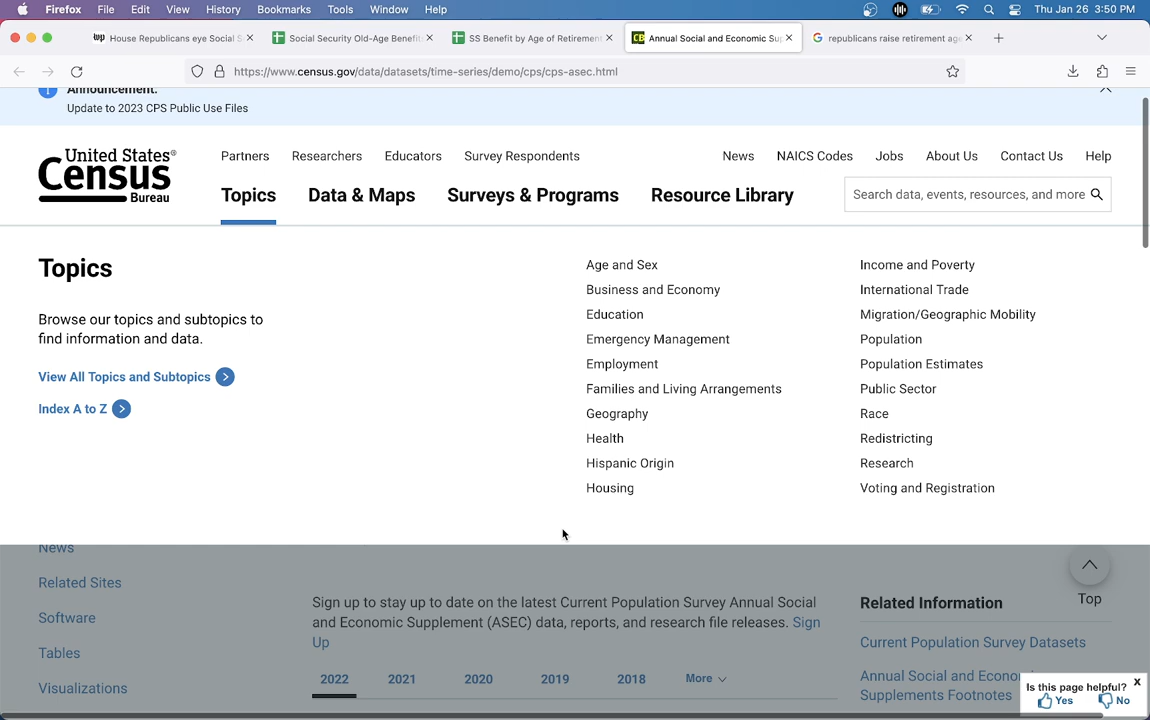 Firefox File Edit View History Bookmarks Tools Window Help Thu Jan 26 3:50 PM
wp House Republicans eye Social S
Social Security Old-Age Benefit
SS Benefit by Age of Retirement
CB Annual Social and Economic Su
G republicans raise retirement age
https://www.census.gov/data/datasets/time-series/demo/cps/cps-asec.html
Announcement:
Update to 2023 CPS Public Use Files
United States®
Census
Bureau
Partners Researchers Educators Survey Respondents
News NAICS Codes Jobs About Us Contact Us Help
Topics Data & Maps Surveys & Programs Resource Library
Search data, events, resources, and more
Topics
Browse our topics and subtopics to
find information and data.
View All Topics and Subtopics
Index A to Z
Age and Sex
Business and Economy
Education
Emergency Management
Employment
Families and Living Arrangements
Geography
Health
Hispanic Origin
Housing
Income and Poverty
International Trade
Migration/Geographic Mobility
Population
Population Estimates
Public Sector
Race
Redistricting
Research
Voting and Registration
News
Related Sites
Software
Tables
Visualizations
Sign up to stay up to date on the latest Current Population Survey Annual Social
and Economic Supplement (ASEC) data, reports, and research file releases. Sign
Up
2022 2021 2020 2019 2018 More
Related Information
Current Population Survey Datasets
Annual Social and Econo
Supplements Footnotes
Top
Is this page helpful? x
Yes No